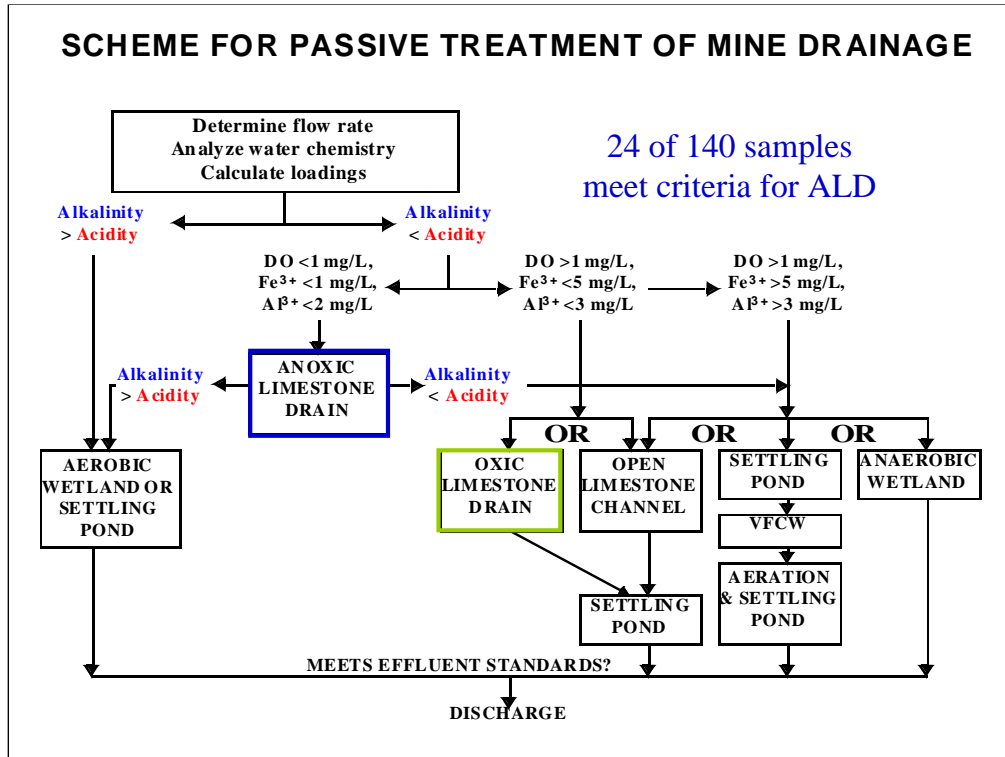 SCHEME FOR PASSIVE TREATMENT OF MINE DRAINAGE
Determine flow rate
Analyze water chemistry
Calculate loadings
24 of 140 samples
meet criteria for ALD
Alkalinity
> Acidity
Alkalinity
< Acidity
DO <1 mg/L,
Fe³⁺ <1 mg/L,
Al³⁺ <2 mg/L
DO >1 mg/L,
Fe³⁺ <5 mg/L,
Al³⁺ <3 mg/L
DO >1 mg/L,
Fe³⁺ >5 mg/L,
Al³⁺ >3 mg/L
Alkalinity
> Acidity
ANOXIC
LIMESTONE
DRAIN
Alkalinity
< Acidity
OR
OR
OR
AEROBIC
WETLAND OR
SETTLING
POND
OXIC
LIMESTONE
DRAIN
OPEN
LIMESTONE
CHANNEL
SETTLING
POND
ANAEROBIC
WETLAND
VFCW
SETTLING
POND
AERATION
& SETTLING
POND
MEETS EFFLUENT STANDARDS?
DISCHARGE